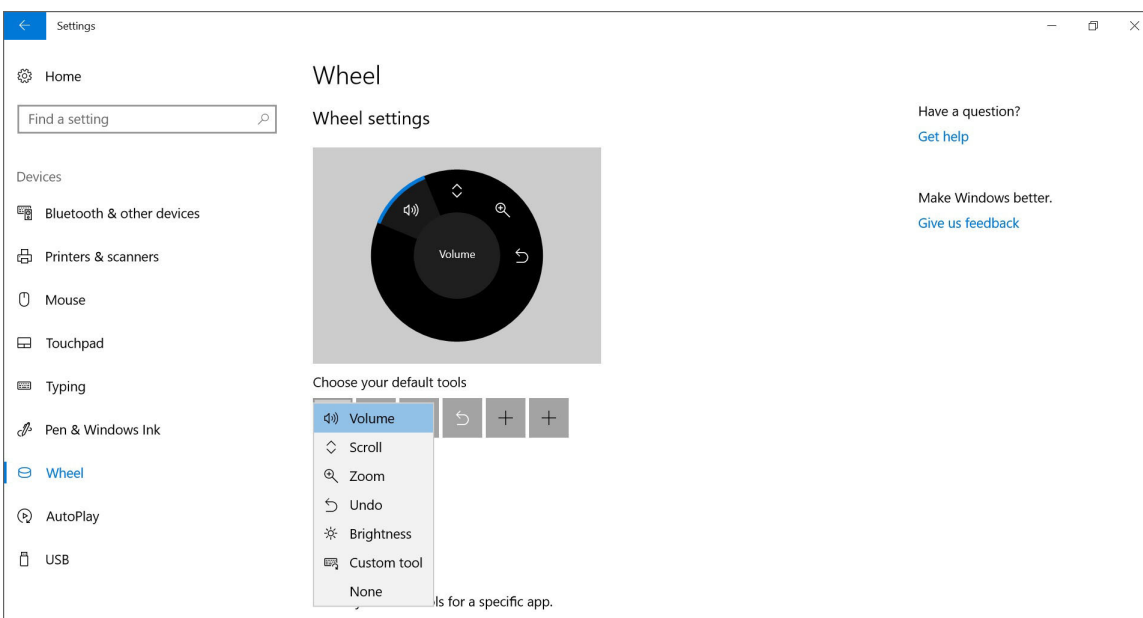 Settings
Home
Find a setting
Devices
Bluetooth & other devices
Printers & scanners
Mouse
Touchpad
Typing
Pen & Windows Ink
Wheel
AutoPlay
USB
Wheel
Wheel settings
Volume
Choose your default tools
Volume
Scroll
Zoom
Undo
Brightness
Custom tool
None
for a specific app.
Have a question?
Get help
Make Windows better.
Give us feedback